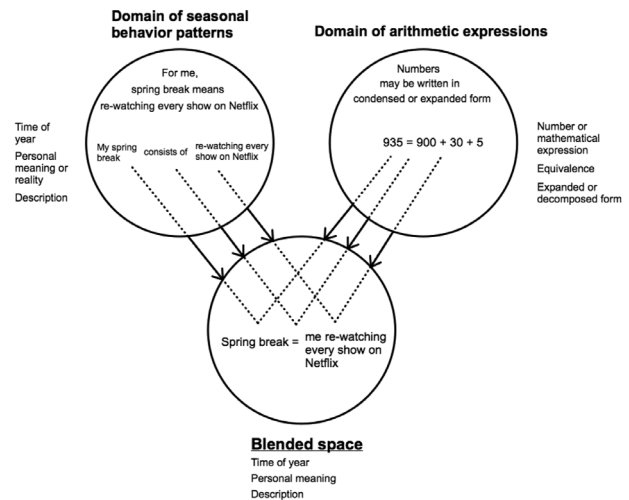 Domain of seasonal
behavior patterns
Domain of arithmetic expressions
For me,
spring break means
re-watching every show on Netflix
Numbers
may be written in
condensed or expanded form
Time of
year
Personal
meaning or
reality
Description
My spring
break
consists of
re-watching every
show on Netflix
935 = 900 + 30 + 5
Number or
mathematical
expression
Equivalence
Expanded or
decomposed form
Spring break = me re-watching
every show on
Netflix
Blended space
Time of year
Personal meaning
Description